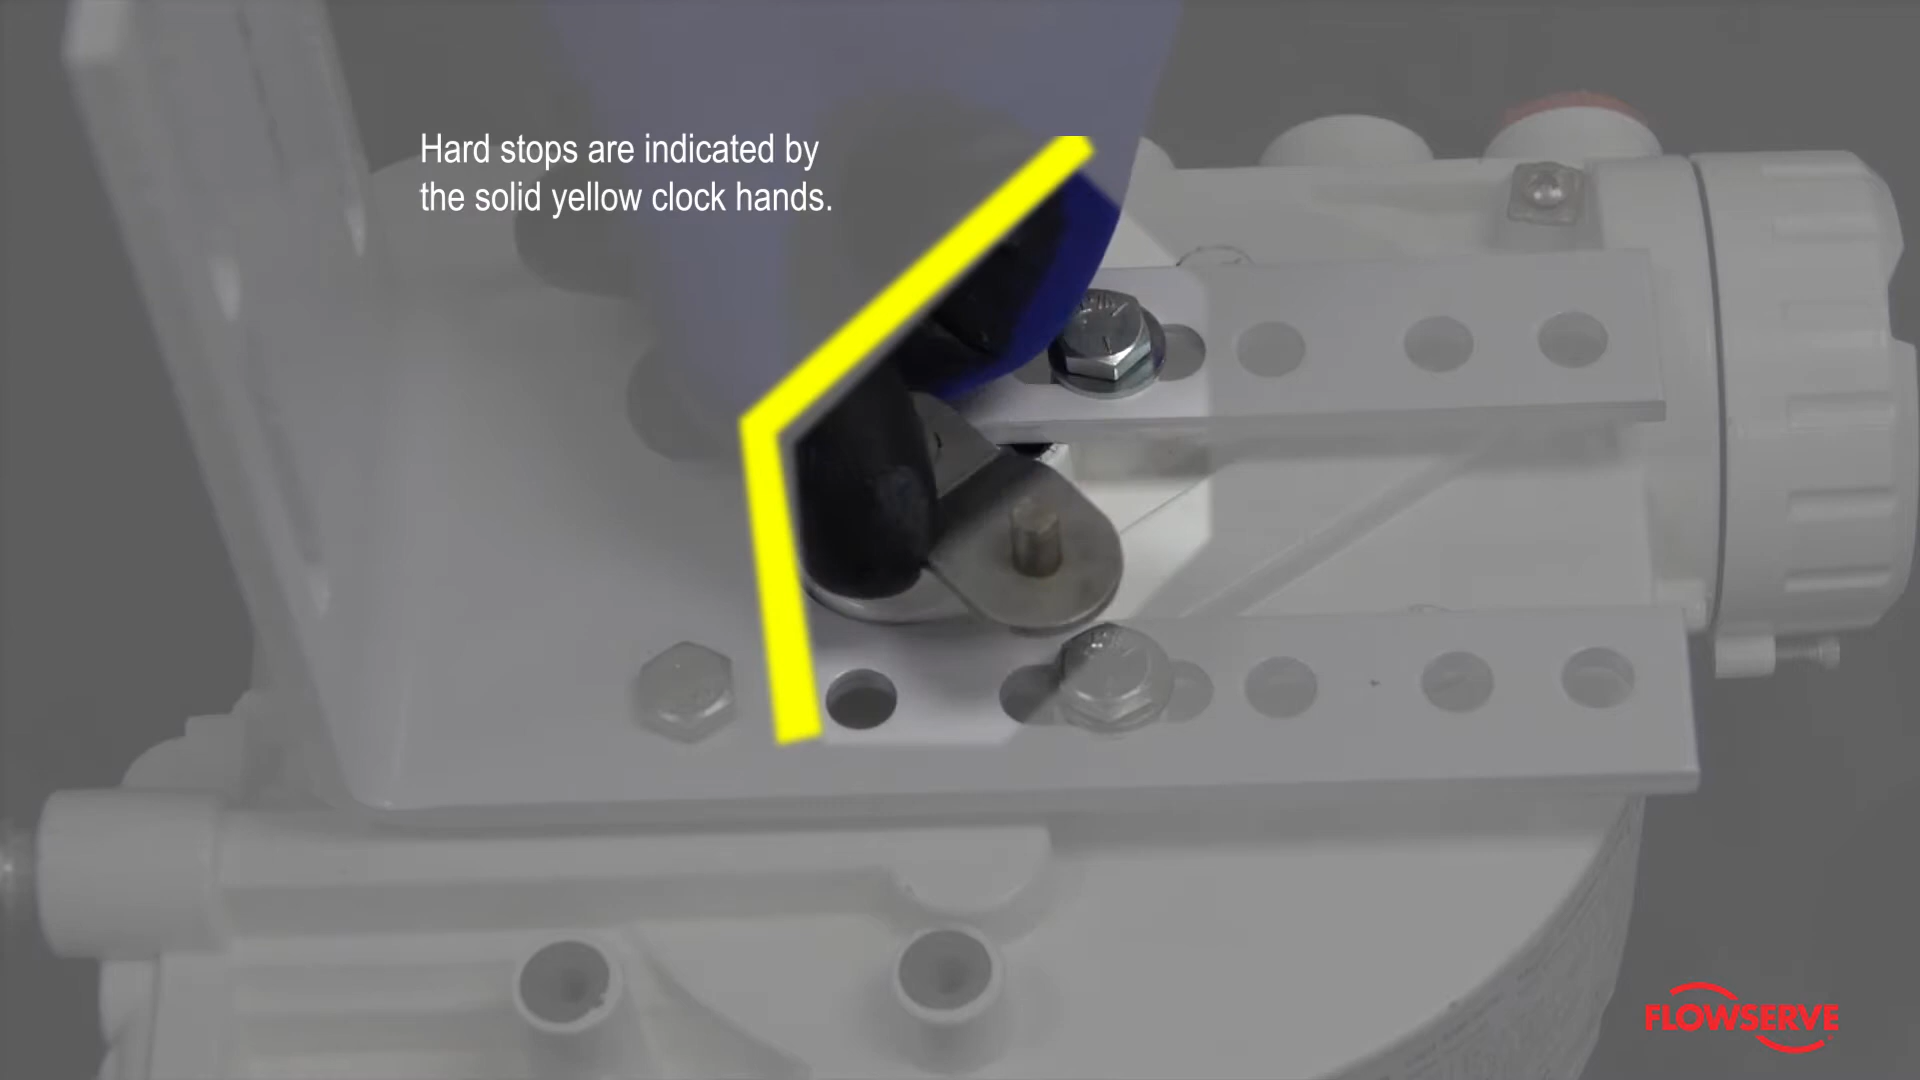 Hard stops are indicated by
the solid yellow clock hands.
FLOWSERVE